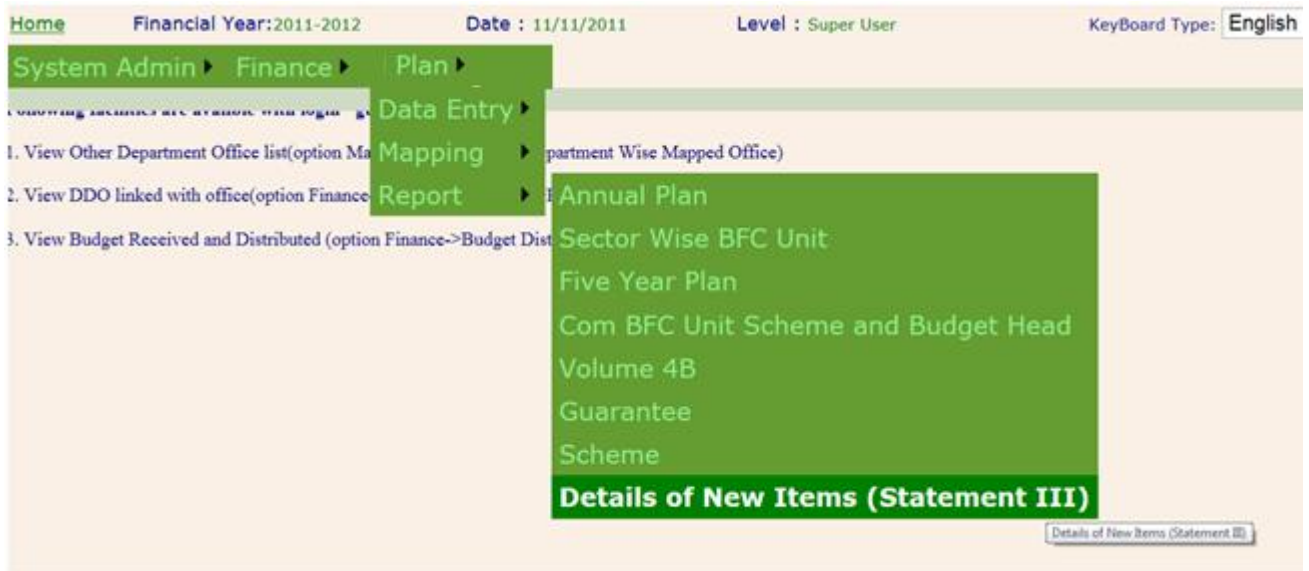 Home Financial Year:2011-2012 Date : 11/11/2011 Level : Super User KeyBoard Type: English
System Admin Finance Plan
Data Entry
1. View Other Department Office list(option Ma Mapping partment Wise Mapped Office)
2. View DDO linked with office(option Finance- Report
Annual Plan
3. View Budget Received and Distributed (option Finance->Budget Dist
Sector Wise BFC Unit
Five Year Plan
Com BFC Unit Scheme and Budget Head
Volume 4B
Guarantee
Scheme
Details of New Items (Statement III)
Details of New Items (Statement III)